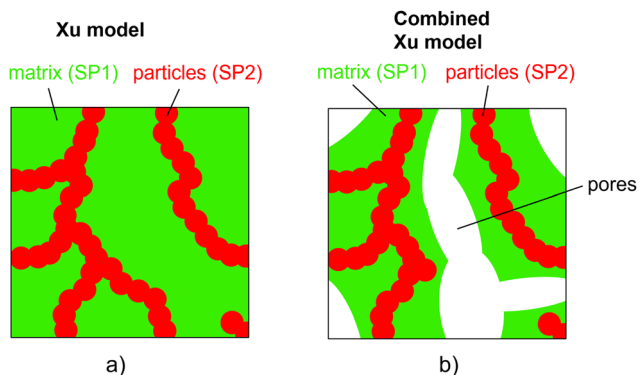 Xu model
Combined
Xu model
matrix (SP1) particles (SP2)
matrix (SP1) particles (SP2)
pores
a)
b)